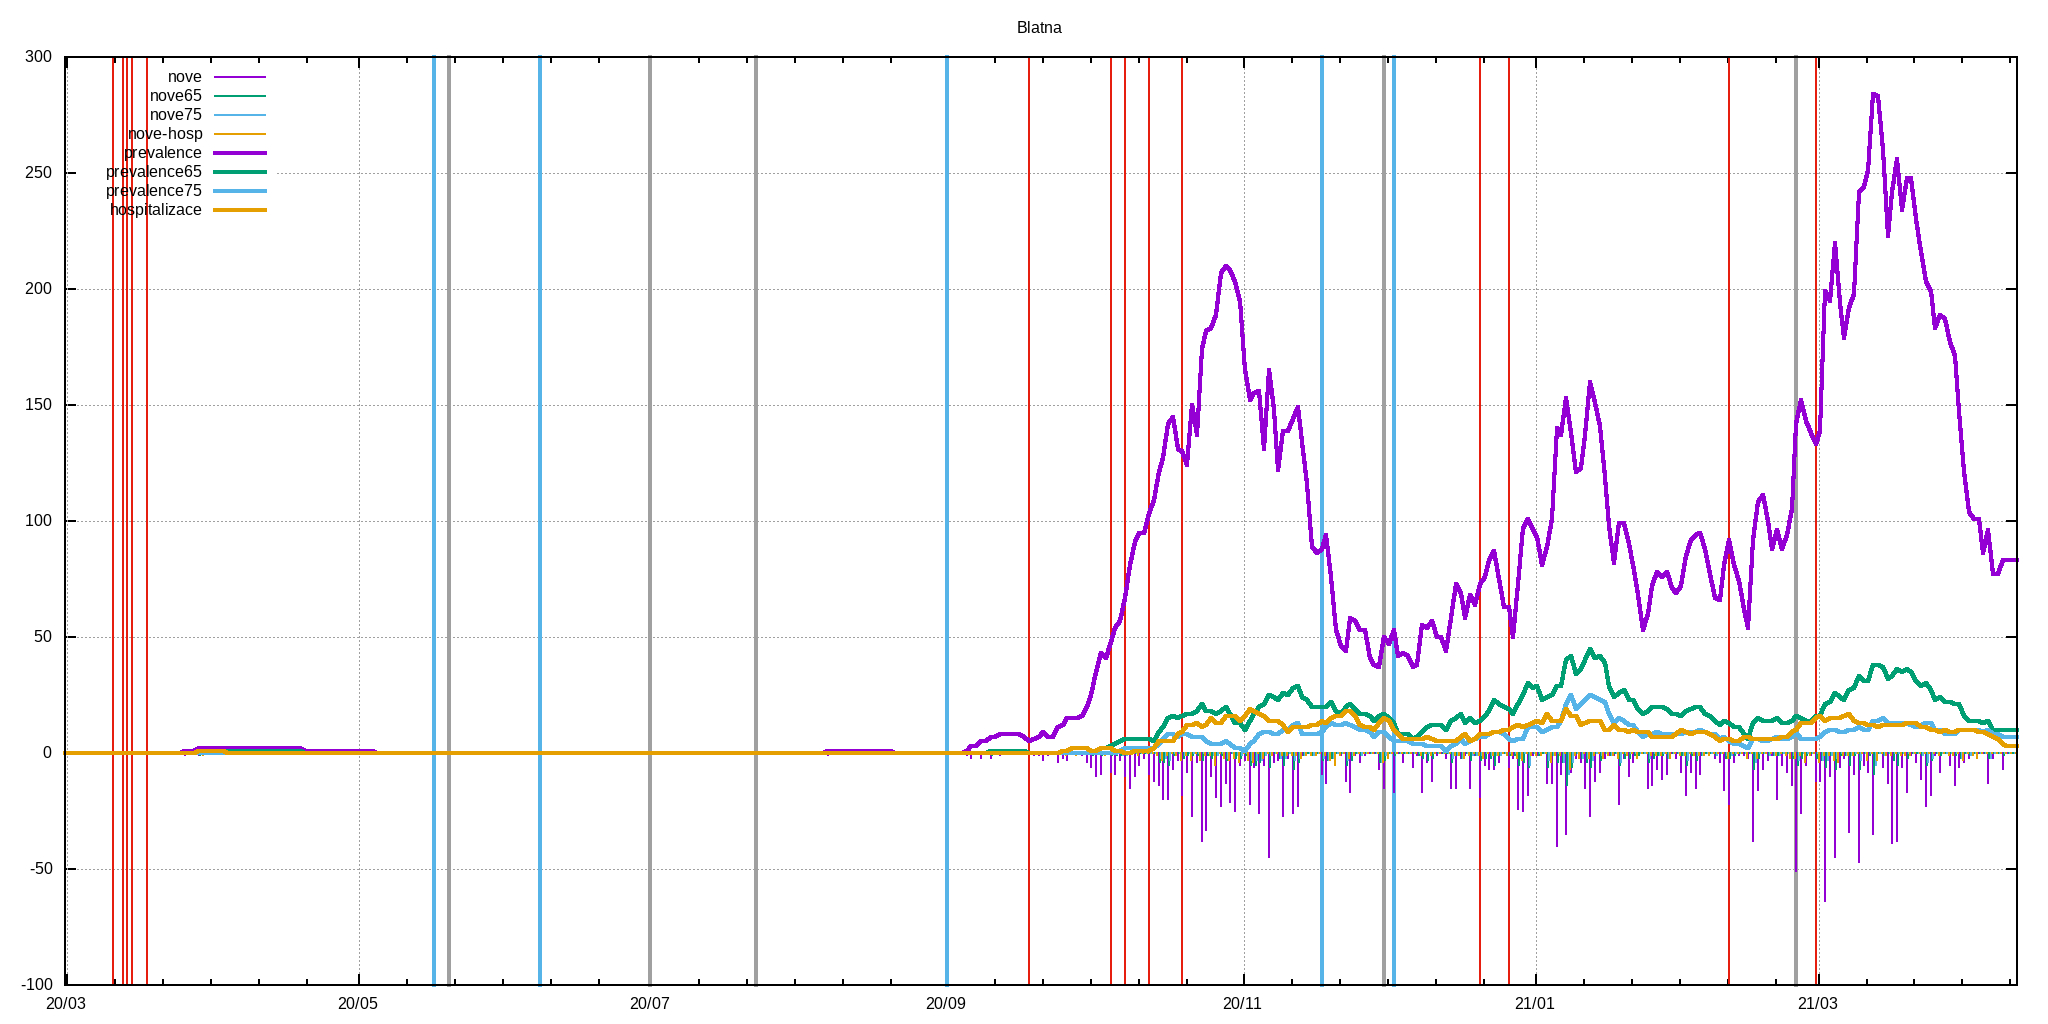 Blatna
300
250
200
150
100
50
0
-50
-100
nove
nove65
nove75
nove-hosp
prevalence
prevalence65
prevalence75
hospitalizace
20/03
20/05
20/07
20/09
20/11
21/01
21/03